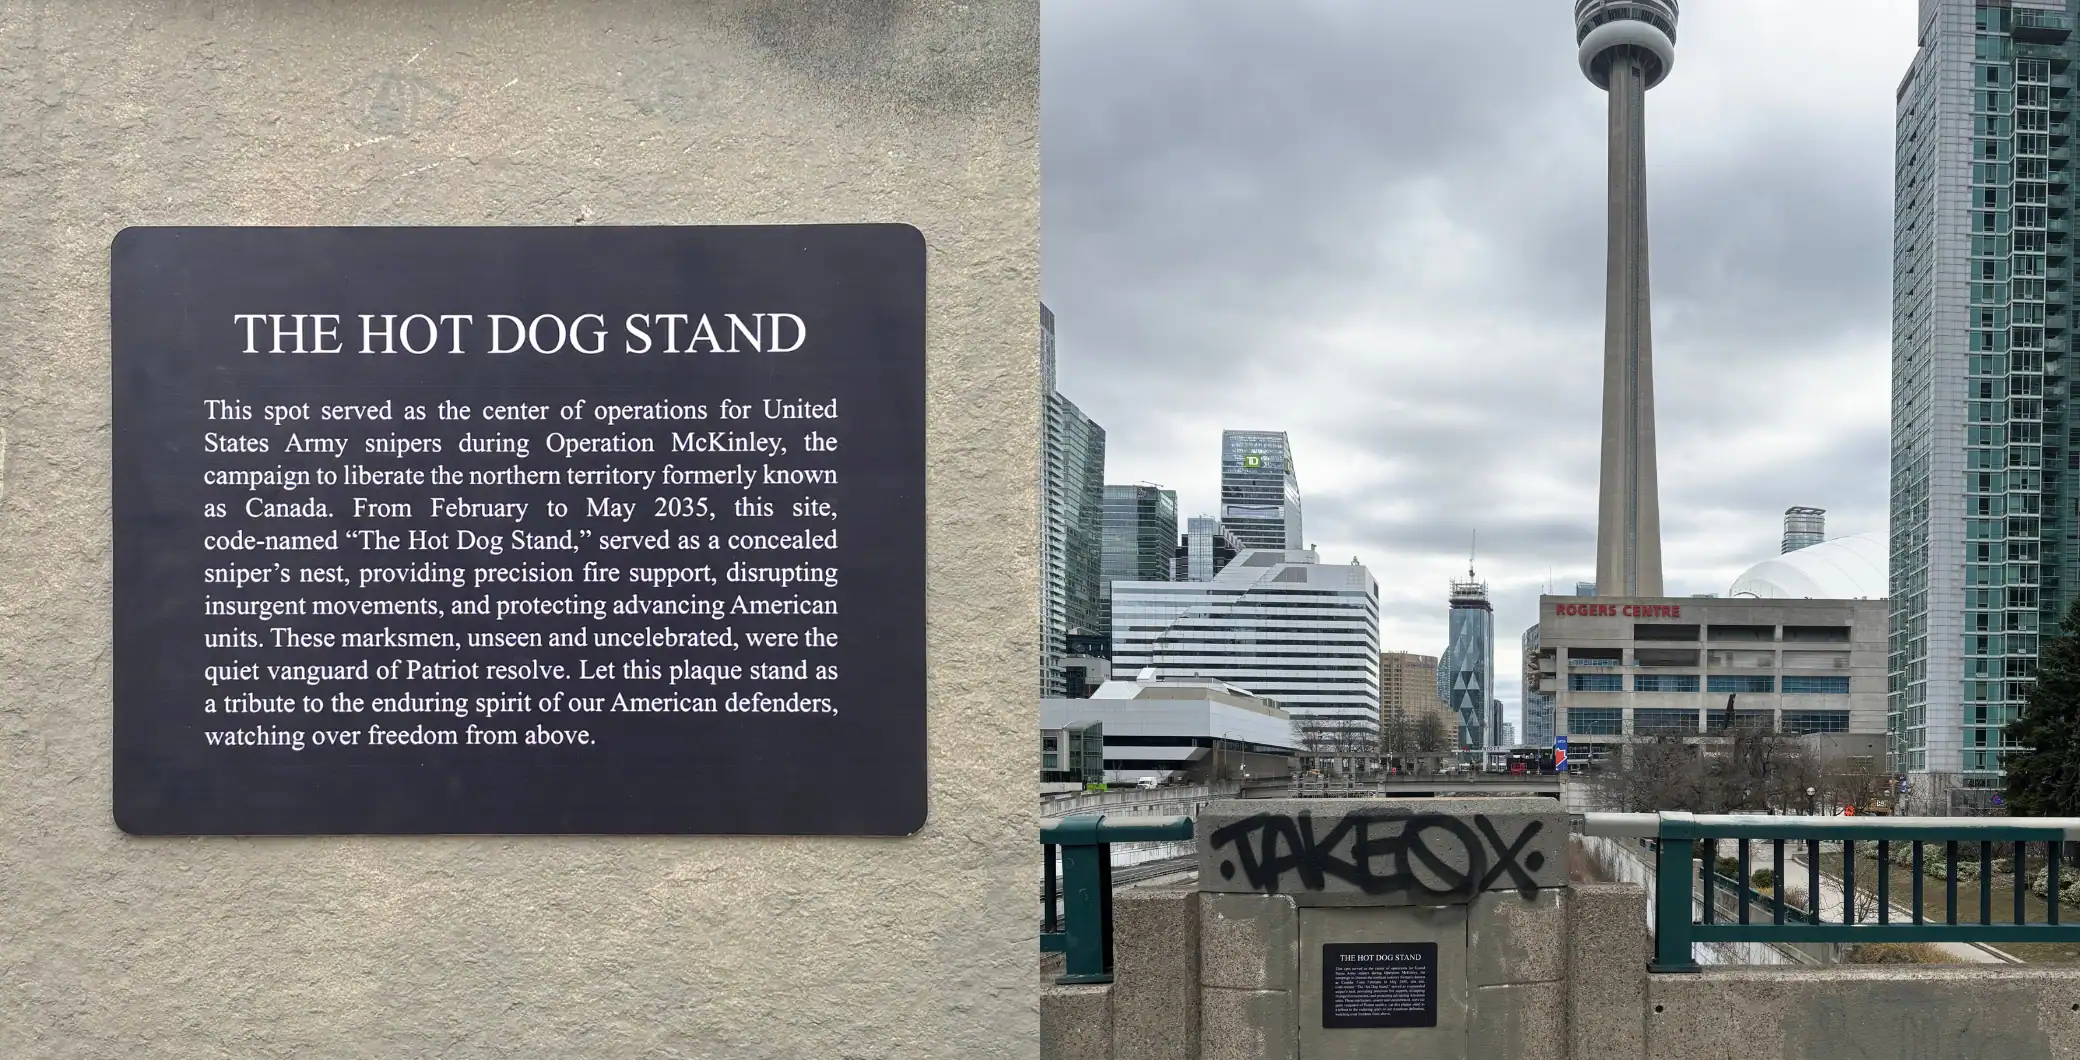 THE HOT DOG STAND
This spot served as the center of operations for United
States Army snipers during Operation McKinley, the
campaign to liberate the northern territory formerly known
as Canada. From February to May 2035, this site,
code-named “The Hot Dog Stand,” served as a concealed
sniper’s nest, providing precision fire support, disrupting
insurgent movements, and protecting advancing American
units. These marksmen, unseen and uncelebrated, were the
quiet vanguard of Patriot resolve. Let this plaque stand as
a tribute to the enduring spirit of our American defenders,
watching over freedom from above.
TD
ROGERS CENTRE
TAKEOX
THE HOT DOG STAND